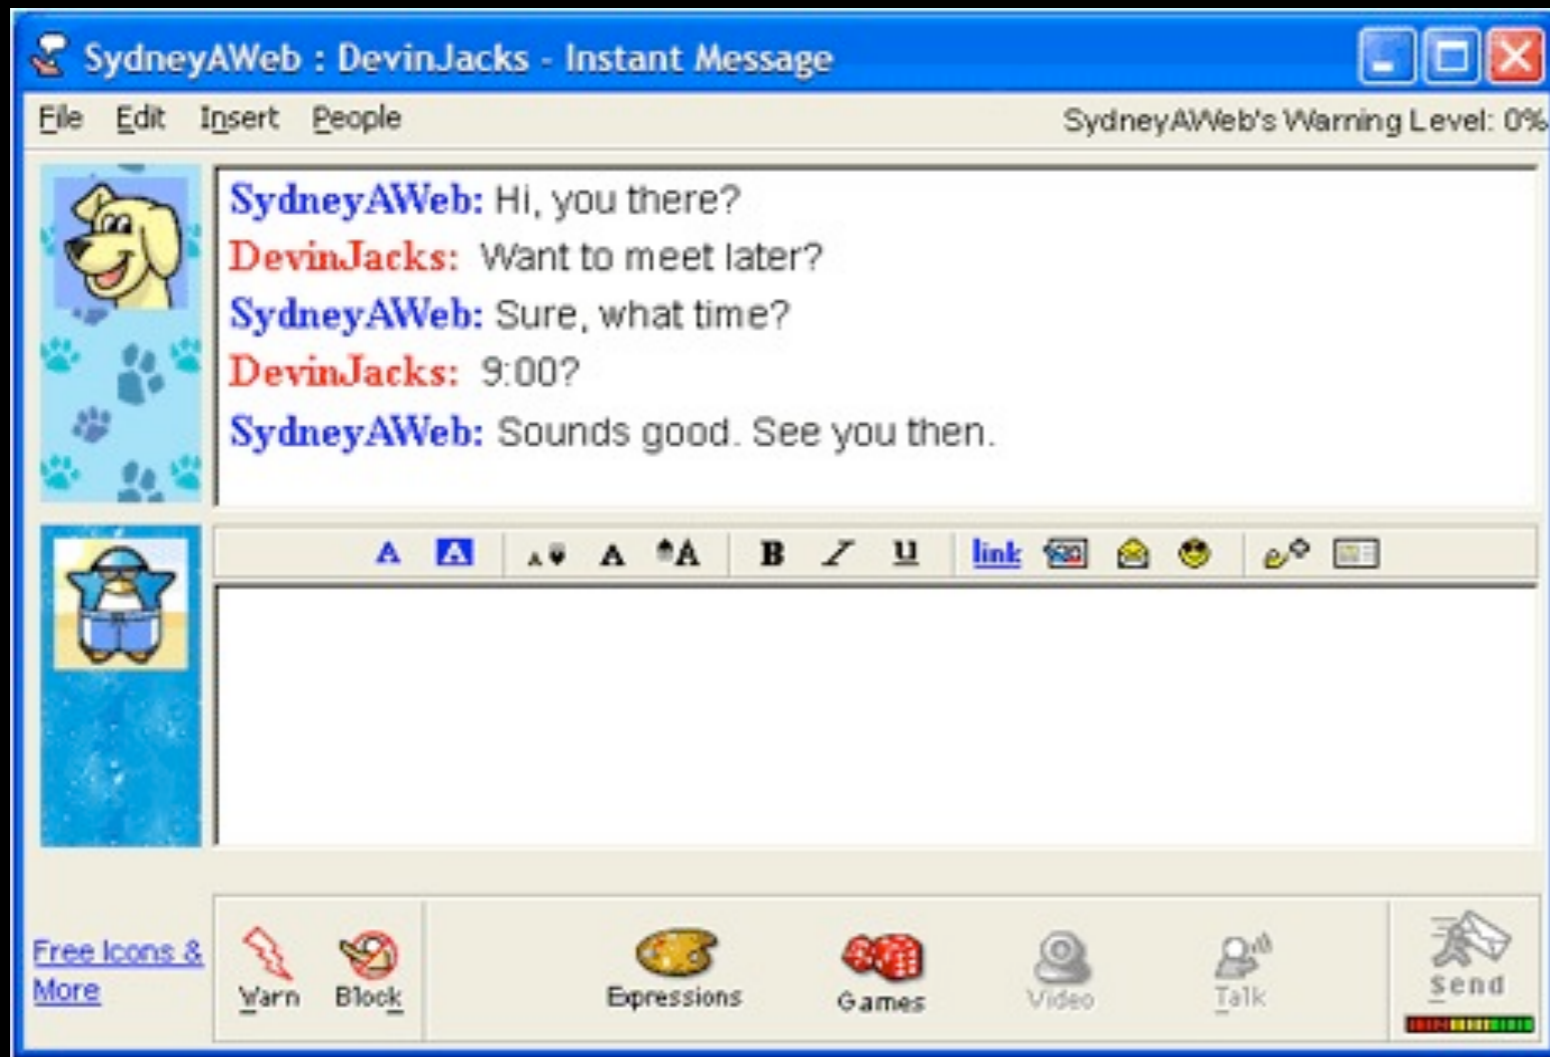 SydneyAWeb : DevinJacks - Instant Message
File Edit Insert People SydneyAWeb's Warning Level: 0%
SydneyAWeb: Hi, you there?
DevinJacks: Want to meet later?
SydneyAWeb: Sure, what time?
DevinJacks: 9:00?
SydneyAWeb: Sounds good. See you then.
A A A A A B I U link
Free Icons &
More
Warn Block Expressions Games Video Talk Send